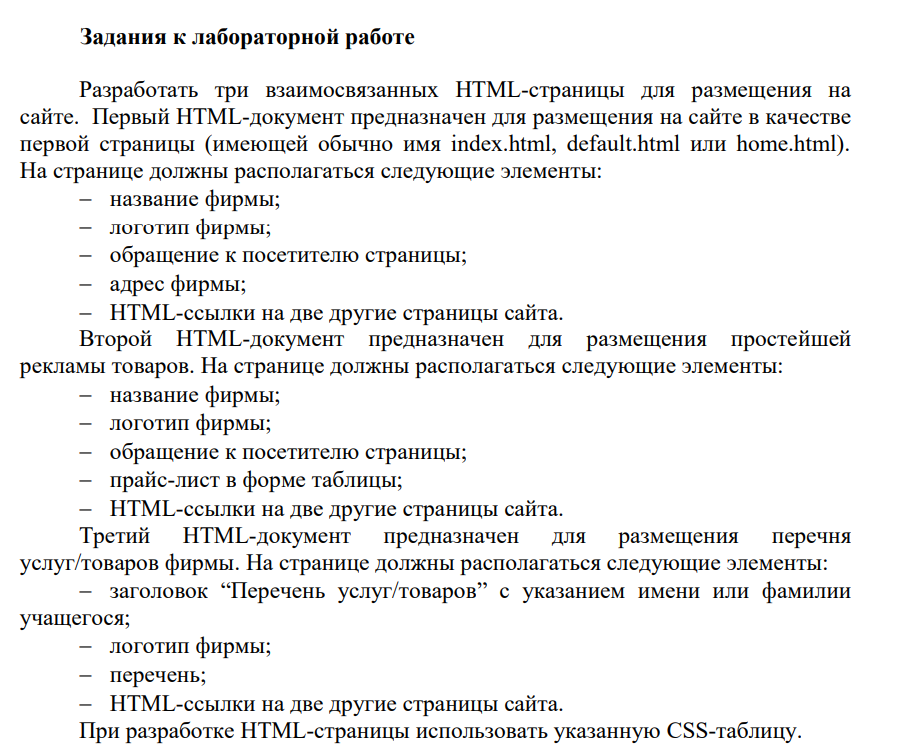 Задания к лабораторной работе
Разработать три взаимосвязанных HTML-страницы для размещения на
сайте. Первый HTML-документ предназначен для размещения на сайте в качестве
первой страницы (имеющей обычно имя index.html, default.html или home.html).
На странице должны располагаться следующие элементы:
– название фирмы;
– логотип фирмы;
– обращение к посетителю страницы;
– адрес фирмы;
– HTML-ссылки на две другие страницы сайта.
Второй HTML-документ предназначен для размещения простейшей
рекламы товаров. На странице должны располагаться следующие элементы:
– название фирмы;
– логотип фирмы;
– обращение к посетителю страницы;
– прайс-лист в форме таблицы;
– HTML-ссылки на две другие страницы сайта.
Третий HTML-документ предназначен для размещения перечня
услуг/товаров фирмы. На странице должны располагаться следующие элементы:
– заголовок “Перечень услуг/товаров” с указанием имени или фамилии
учащегося;
– логотип фирмы;
– перечень;
– HTML-ссылки на две другие страницы сайта.
При разработке HTML-страницы использовать указанную CSS-таблицу.